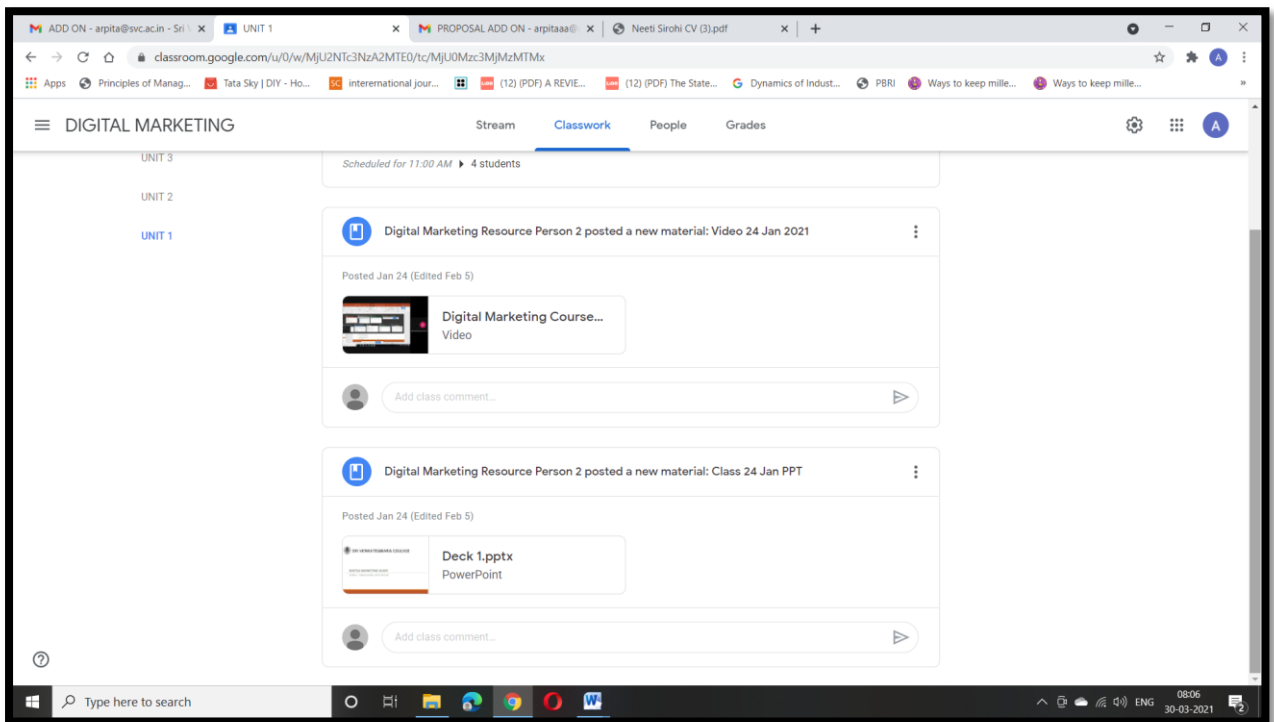 ADD ON - arpita@svc.ac.in - Sri
UNIT 1
PROPOSAL ADD ON - arpitaaa@
Neeti Sirohi CV (3).pdf
classroom.google.com/u/0/w/MjU2NTc3NzA2MTE0/tc/MjU0Mzc3MjMzMTMx
A
Apps
Principles of Manag...
Tata Sky | DIY - Ho...
SC interernational jour...
(12) (PDF) A REVIE...
(12) (PDF) The State...
Dynamics of Indust...
PBRI
Ways to keep mille...
Ways to keep mille...
»
DIGITAL MARKETING
Stream
Classwork
People
Grades
A
UNIT 3
Scheduled for 11:00 AM
4 students
UNIT 2
UNIT 1
Digital Marketing Resource Person 2 posted a new material: Video 24 Jan 2021
Posted Jan 24 (Edited Feb 5)
Digital Marketing Course...
Video
Add class comment...
Digital Marketing Resource Person 2 posted a new material: Class 24 Jan PPT
Posted Jan 24 (Edited Feb 5)
SRI VENKATESWARA COLLEGE
Deck 1.pptx
PowerPoint
Add class comment...
Type here to search
ENG
08:06
30-03-2021
2